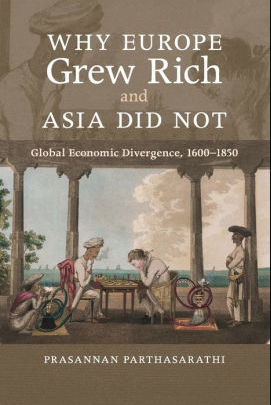 WHY EUROPE
Grew Rich
and
ASIA DID NOT
Global Economic Divergence, 1600–1850
PRASANNAN PARTHASARATHI